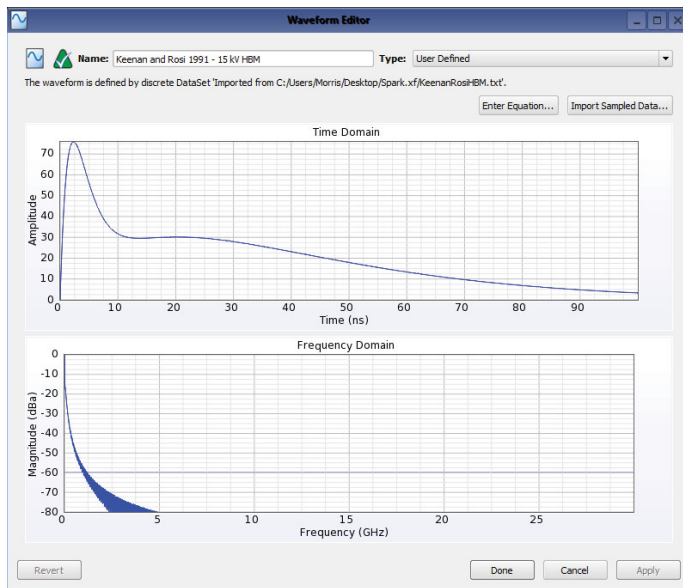 Waveform Editor
Name: Keenan and Rosi 1991 - 15 kV HBM Type: User Defined
The waveform is defined by discrete DataSet 'Imported from C:/Users/Morris/Desktop/Spark.xf/KeenanRosiHBM.txt'.
Enter Equation... Import Sampled Data...
Time Domain
Amplitude
70
60
50
40
30
20
10
0
0 10 20 30 40 50 60 70 80 90
Time (ns)
Frequency Domain
Magnitude (dBa)
0
-10
-20
-30
-40
-50
-60
-70
-80
0 5 10 15 20 25
Frequency (GHz)
Revert Done Cancel Apply